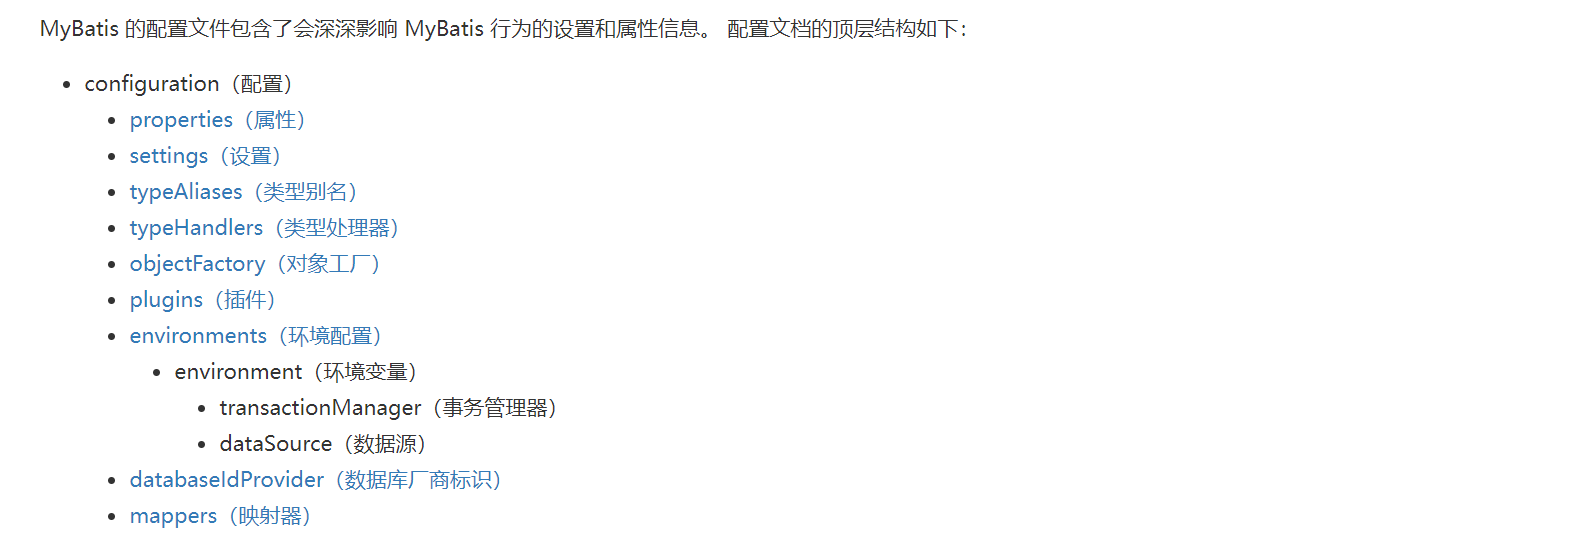 MyBatis 的配置文件包含了会深深影响 MyBatis 行为的设置和属性信息。 配置文档的顶层结构如下：
configuration（配置）
properties（属性）
settings（设置）
typeAliases（类型别名）
typeHandlers（类型处理器）
objectFactory（对象工厂）
plugins（插件）
environments（环境配置）
environment（环境变量）
transactionManager（事务管理器）
dataSource（数据源）
databaseIdProvider（数据库厂商标识）
mappers（映射器）